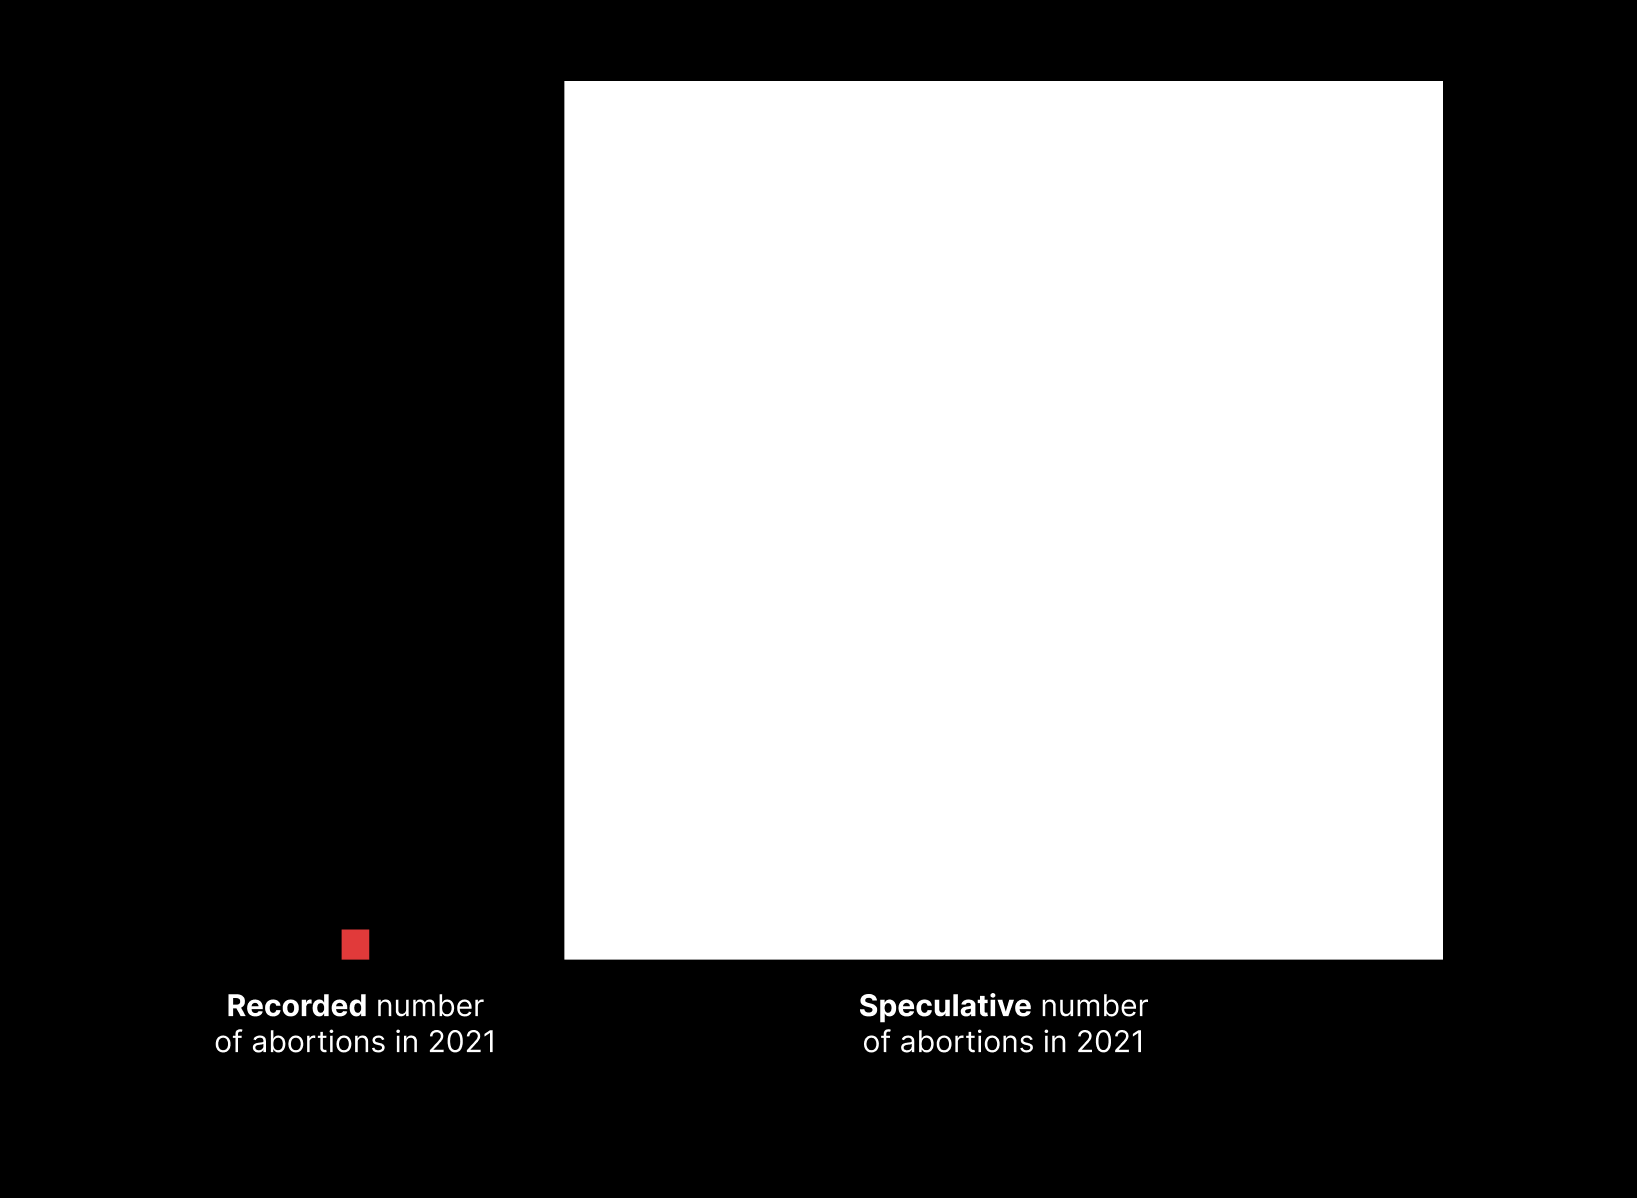 Recorded number
of abortions in 2021
Speculative number
of abortions in 2021